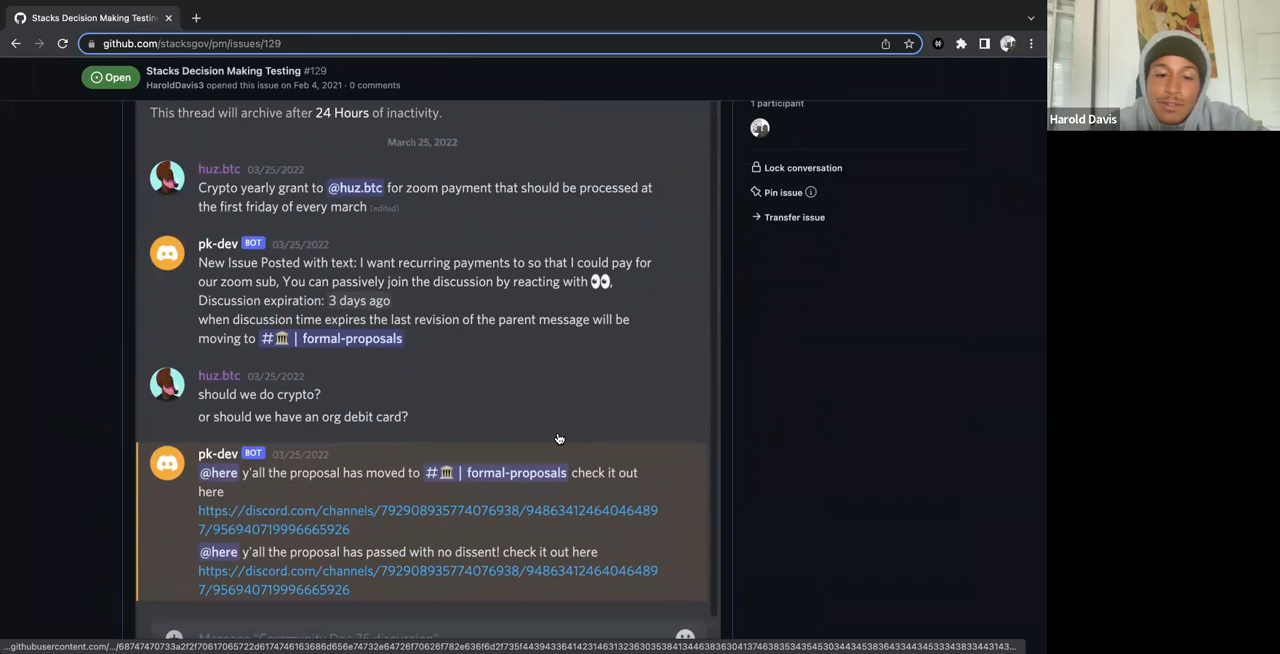 Stacks Decision Making Testin
github.com/stacksgov/pm/issues/129
Open
Stacks Decision Making Testing #129
HaroldDavis3 opened this issue on Feb 4, 2021 · 0 comments
Harold Davis
This thread will archive after 24 Hours of inactivity.
March 25, 2022
huz.btc 03/25/2022
Crypto yearly grant to @huz.btc for zoom payment that should be processed at
the first friday of every march (edited)
pk-dev BOT 03/25/2022
New Issue Posted with text: I want recurring payments to so that I could pay for
our zoom sub, You can passively join the discussion by reacting with 👀,
Discussion expiration: 3 days ago
when discussion time expires the last revision of the parent message will be
moving to #🏛 | formal-proposals
huz.btc 03/25/2022
should we do crypto?
or should we have an org debit card?
pk-dev BOT 03/25/2022
@here y'all the proposal has moved to #🏛 | formal-proposals check it out
here
https://discord.com/channels/792908935774076938/94863412464046489
7/956940719996665926
@here y'all the proposal has passed with no dissent! check it out here
https://discord.com/channels/792908935774076938/94863412464046489
7/956940719996665926
Message "Community Doc 75 discussion"
1 participant
Lock conversation
Pin issue
Transfer issue